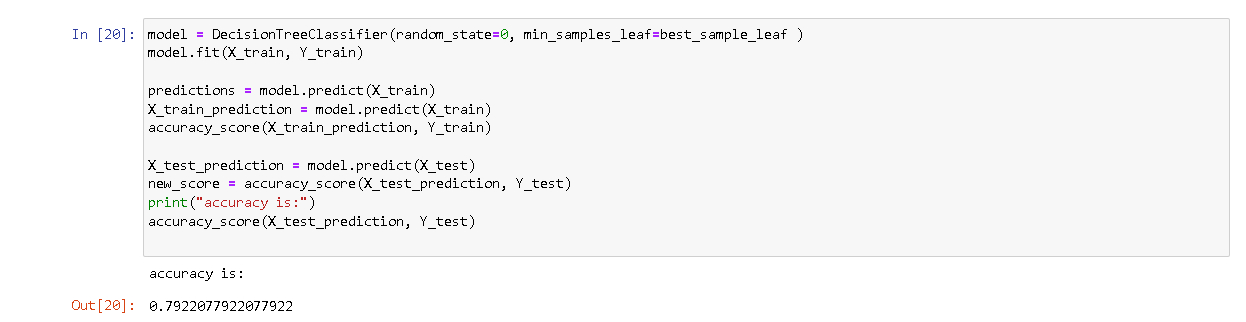 In [20]: model = DecisionTreeClassifier(random_state=0, min_samples_leaf=best_sample_leaf )
model.fit(X_train, Y_train)
predictions = model.predict(X_train)
X_train_prediction = model.predict(X_train)
accuracy_score(X_train_prediction, Y_train)
X_test_prediction = model.predict(X_test)
new_score = accuracy_score(X_test_prediction, Y_test)
print("accuracy is:")
accuracy_score(X_test_prediction, Y_test)
accuracy is:
Out[20]: 0.7922077922077922